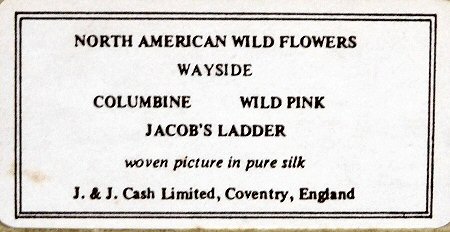 NORTH AMERICAN WILD FLOWERS
WAYSIDE
COLUMBINE WILD PINK
JACOB'S LADDER
woven picture in pure silk
J. & J. Cash Limited, Coventry, England